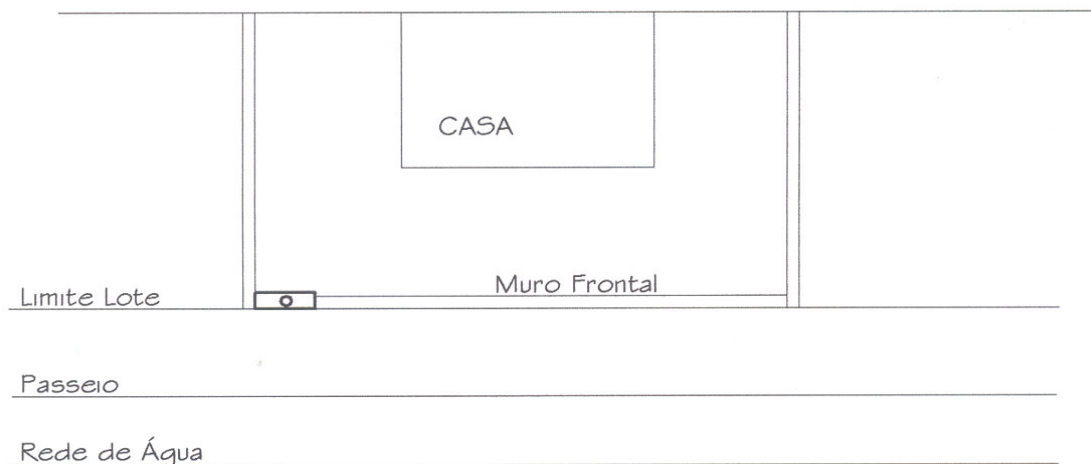 CASA
Muro Frontal
Limite Lote
Passeio
Rede de Água